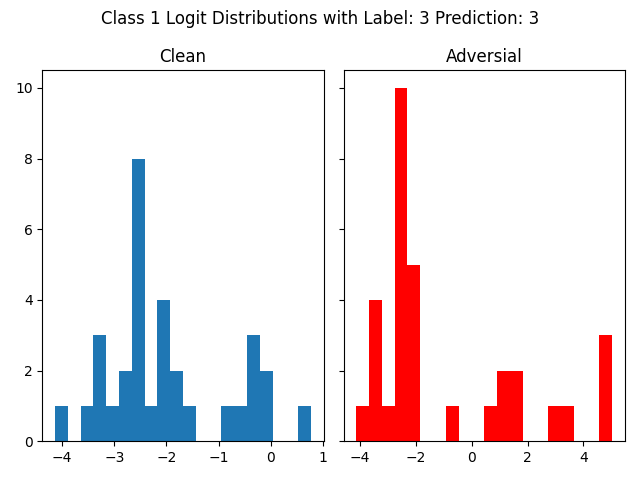 Class 1 Logit Distributions with Label: 3 Prediction: 3
Clean
Adversial
10
8
6
4
2
0
−4 −3 −2 −1 0 1
−4 −2 0 2 4